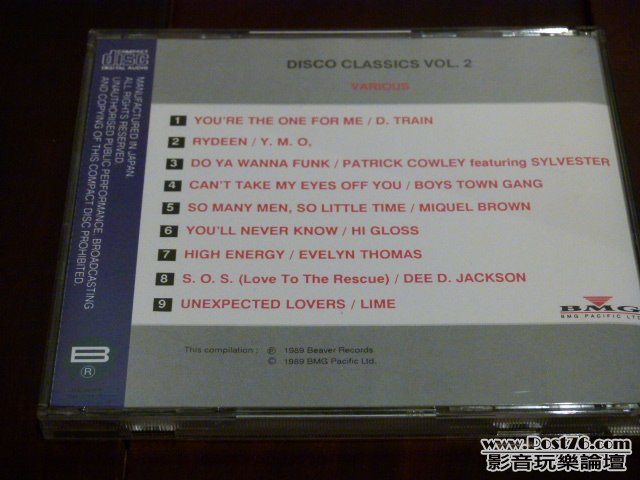 COMPACT
disc
DIGITAL AUDIO
MANUFACTURED IN JAPAN.
ALL RIGHTS RESERVED.
UNAUTHORISED PUBLIC PERFORMANCE, BROADCASTING
AND COPYING OF THIS COMPACT DISC PROHIBITED.
B
®
DISCO CLASSICS VOL. 2
VARIOUS
1 YOU'RE THE ONE FOR ME / D. TRAIN
2 RYDEEN / Y. M. O,
3 DO YA WANNA FUNK / PATRICK COWLEY featuring SYLVESTER
4 CAN'T TAKE MY EYES OFF YOU / BOYS TOWN GANG
5 SO MANY MEN, SO LITTLE TIME / MIQUEL BROWN
6 YOU'LL NEVER KNOW / HI GLOSS
7 HIGH ENERGY / EVELYN THOMAS
8 S. O. S. (Love To The Rescue) / DEE D. JACKSON
9 UNEXPECTED LOVERS / LIME
BMG
BMG PACIFIC LTD
This compilation : ℗ 1989 Beaver Records
© 1989 BMG Pacific Ltd.
www.Post76.com
影音玩樂論壇